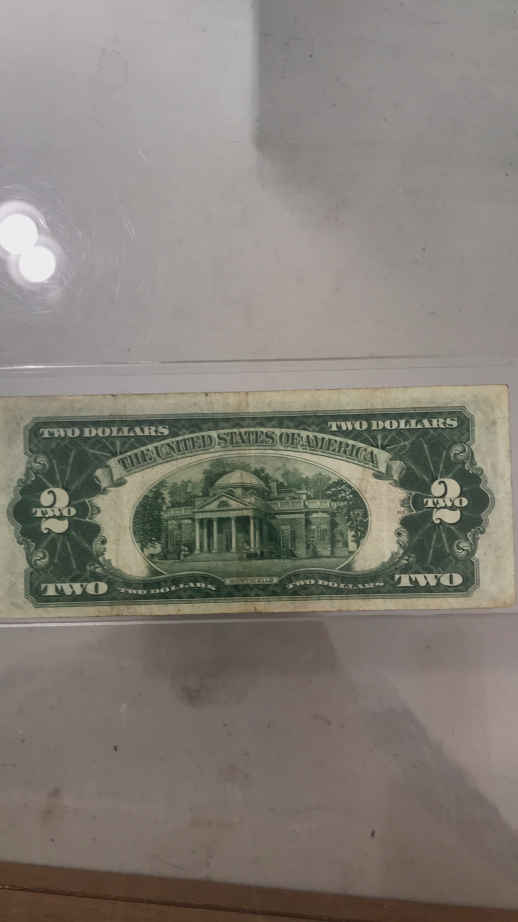 TWO DOLLARS TWO DOLLARS
THE UNITED STATES OF AMERICA
2 2
TWO TWO
TWO TWO DOLLARS MONTICELLO TWO DOLLARS TWO